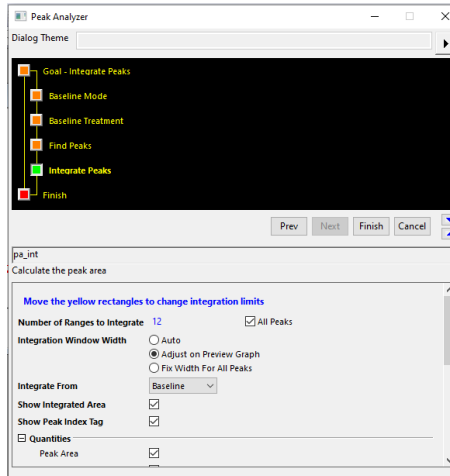 Peak Analyzer
Dialog Theme
Goal - Integrate Peaks
Baseline Mode
Baseline Treatment
Find Peaks
Integrate Peaks
Finish
Prev Next Finish Cancel
pa_int
Calculate the peak area
Move the yellow rectangles to change integration limits
Number of Ranges to Integrate 12 All Peaks
Integration Window Width Auto
Adjust on Preview Graph
Fix Width For All Peaks
Integrate From Baseline
Show Integrated Area
Show Peak Index Tag
Quantities
Peak Area